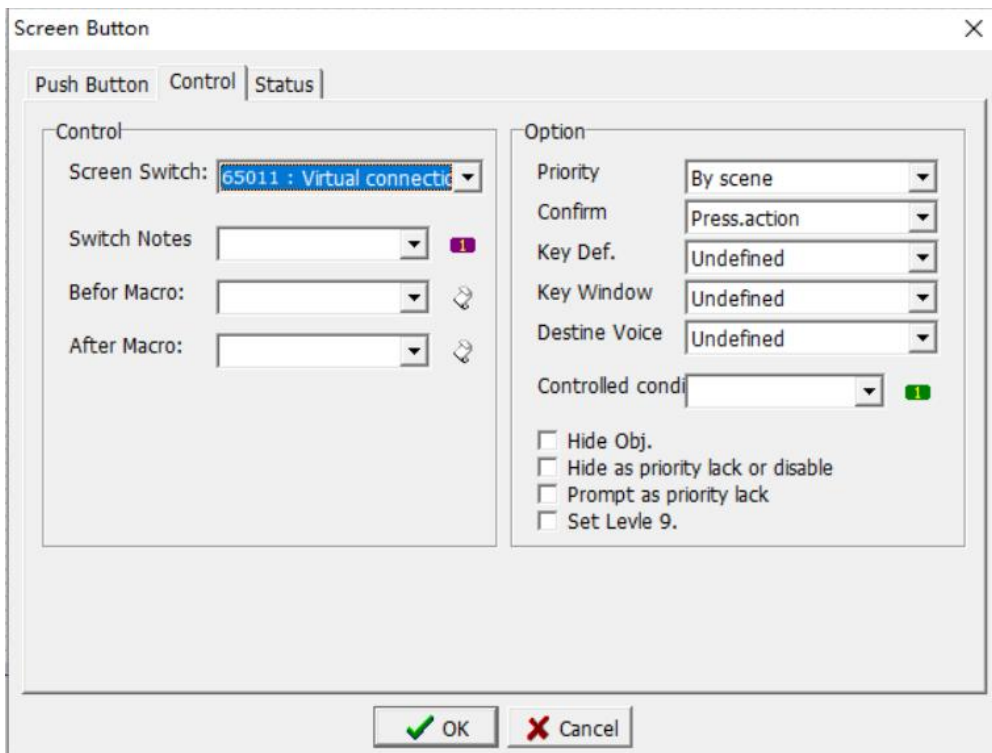 Screen Button
Push Button Control Status
Control
Screen Switch: 65011 : Virtual connectic
Switch Notes 1
Befor Macro:
After Macro:
Option
Priority By scene
Confirm Press.action
Key Def. Undefined
Key Window Undefined
Destine Voice Undefined
Controlled condi 1
Hide Obj.
Hide as priority lack or disable
Prompt as priority lack
Set Levle 9.
OK Cancel